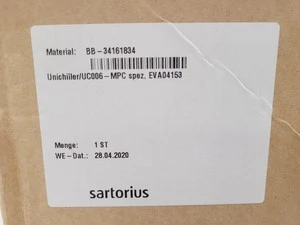 Material: BB-34161834
Unichiller/UC006-MPC spez, EVA04153
Menge: 1 ST
WE-Dat.: 28.04.2020
sartorius